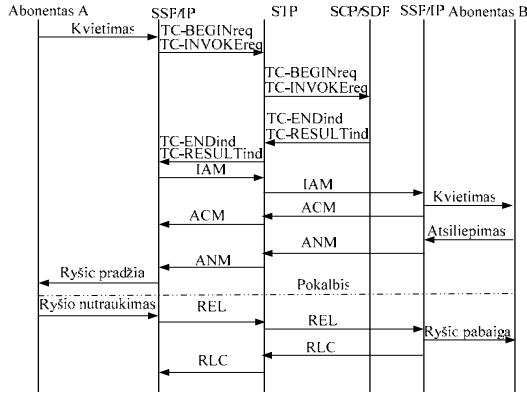 Abonentas A SSF/IP STP SCP/SDF SSF/IP Abonentas B
Kvietimas
TC-BEGINreq
TC-INVOKEreq
TC-BEGINreq
TC-INVOKEreq
TC-ENDind
TC-RESULTind
TC-ENDind
TC-RESULTind
IAM
IAM
Kvietimas
ACM
ACM
Atsiliepimas
ANM
ANM
Ryšic pradžia
Pokalbis
Ryšio nutraukimas
REL
REL
Ryšic pabaiga
RLC
RLC